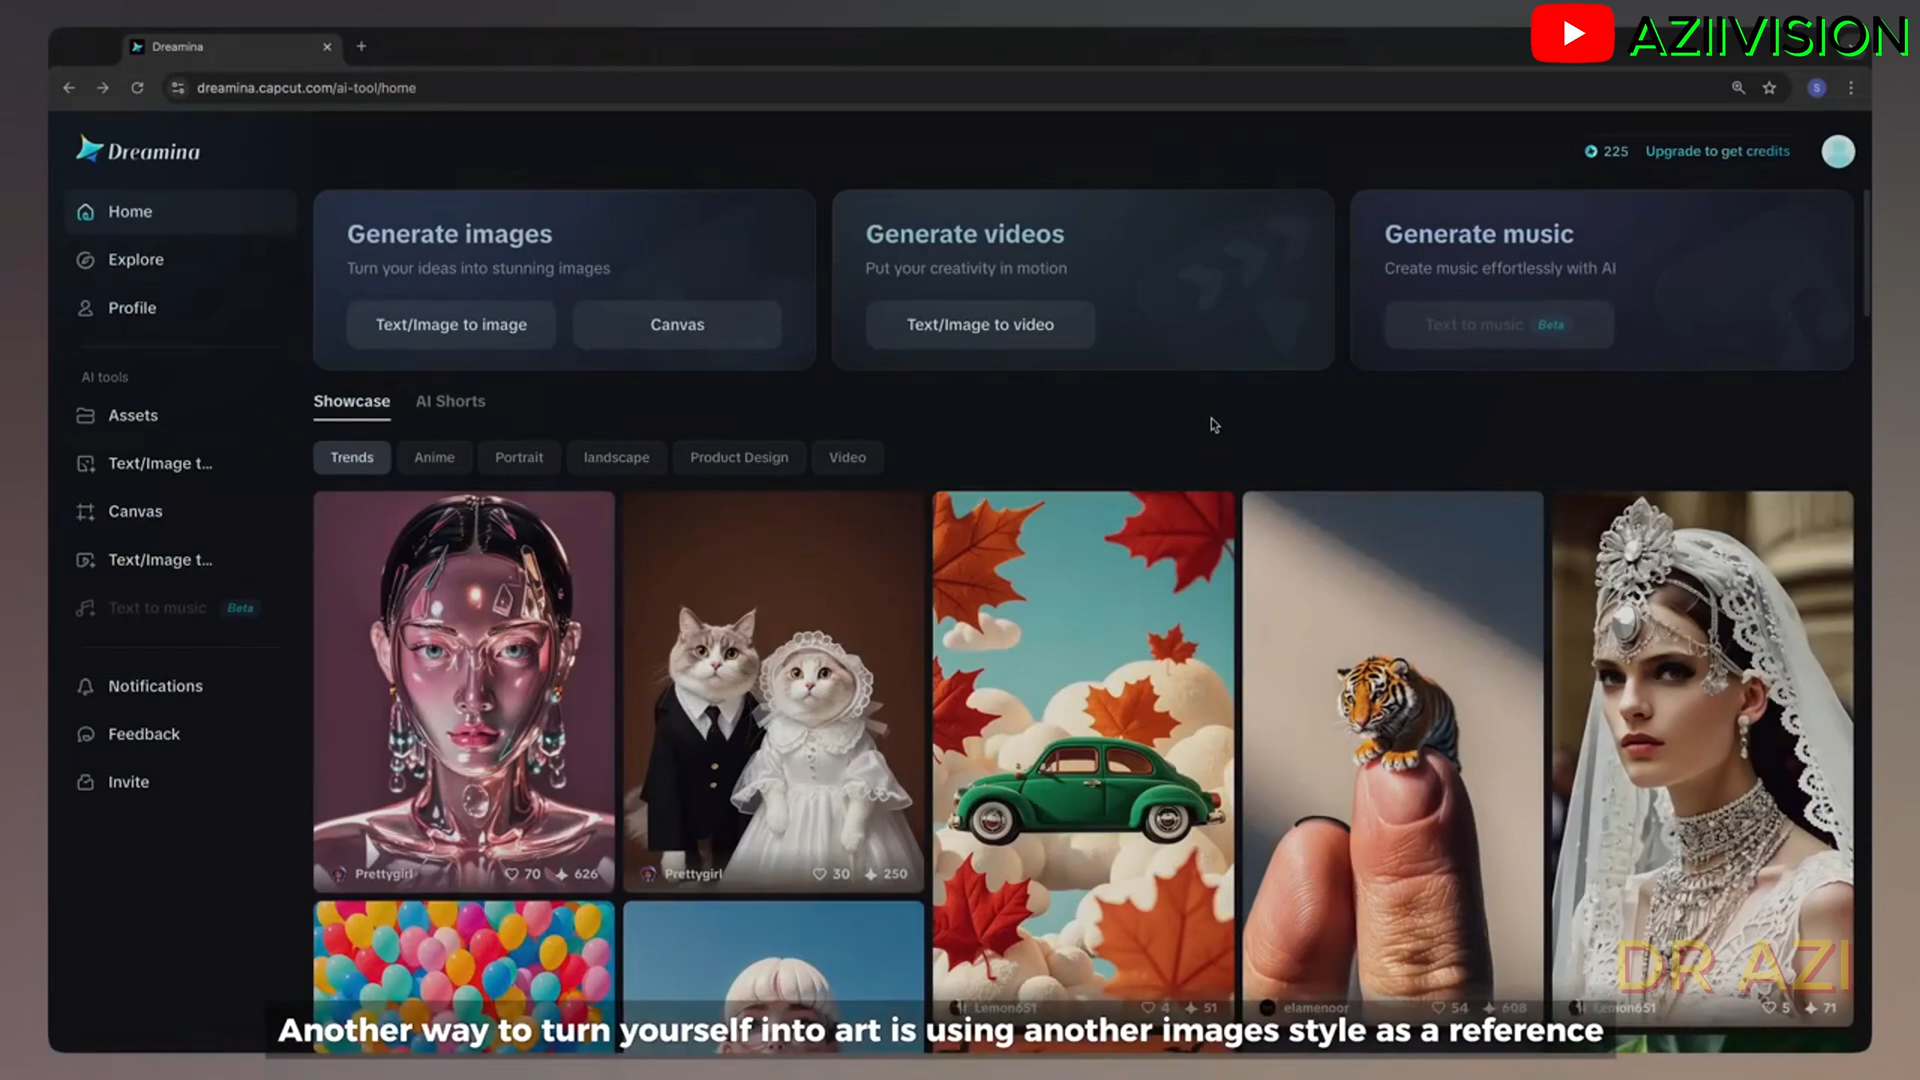 AZIIVISION
Dreamina
dreamina.capcut.com/ai-tool/home
S
Dreamina
225 Upgrade to get credits
Home
Explore
Profile
AI tools
Assets
Text/Image t...
Canvas
Text/Image t...
Text to music Beta
Notifications
Feedback
Invite
Generate images
Turn your ideas into stunning images
Text/Image to image
Canvas
Generate videos
Put your creativity in motion
Text/Image to video
Generate music
Create music effortlessly with AI
Text to music Beta
Showcase AI Shorts
Trends Anime Portrait landscape Product Design Video
Prettygirl 70 626
Prettygirl 30 250
Lemon651 4 51
elamenoor 54 608
Lemon651 5 71
DR AZI
Another way to turn yourself into art is using another images style as a reference